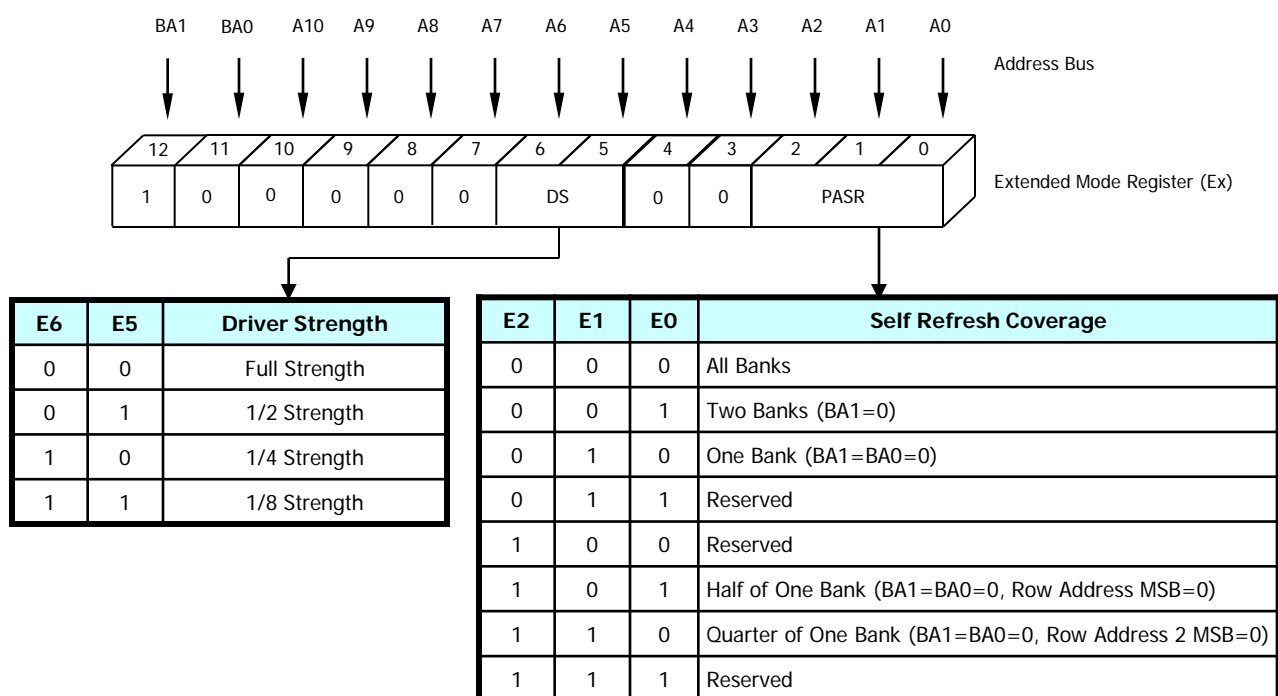 BA1 BA0 A10 A9 A8 A7 A6 A5 A4 A3 A2 A1 A0
Address Bus
12 11 10 9 8 7 6 5 4 3 2 1 0
1 0 0 0 0 0 DS 0 0 PASR
Extended Mode Register (Ex)
E6 E5 Driver Strength
0 0 Full Strength
0 1 1/2 Strength
1 0 1/4 Strength
1 1 1/8 Strength
E2 E1 E0 Self Refresh Coverage
0 0 0 All Banks
0 0 1 Two Banks (BA1=0)
0 1 0 One Bank (BA1=BA0=0)
0 1 1 Reserved
1 0 0 Reserved
1 0 1 Half of One Bank (BA1=BA0=0, Row Address MSB=0)
1 1 0 Quarter of One Bank (BA1=BA0=0, Row Address 2 MSB=0)
1 1 1 Reserved